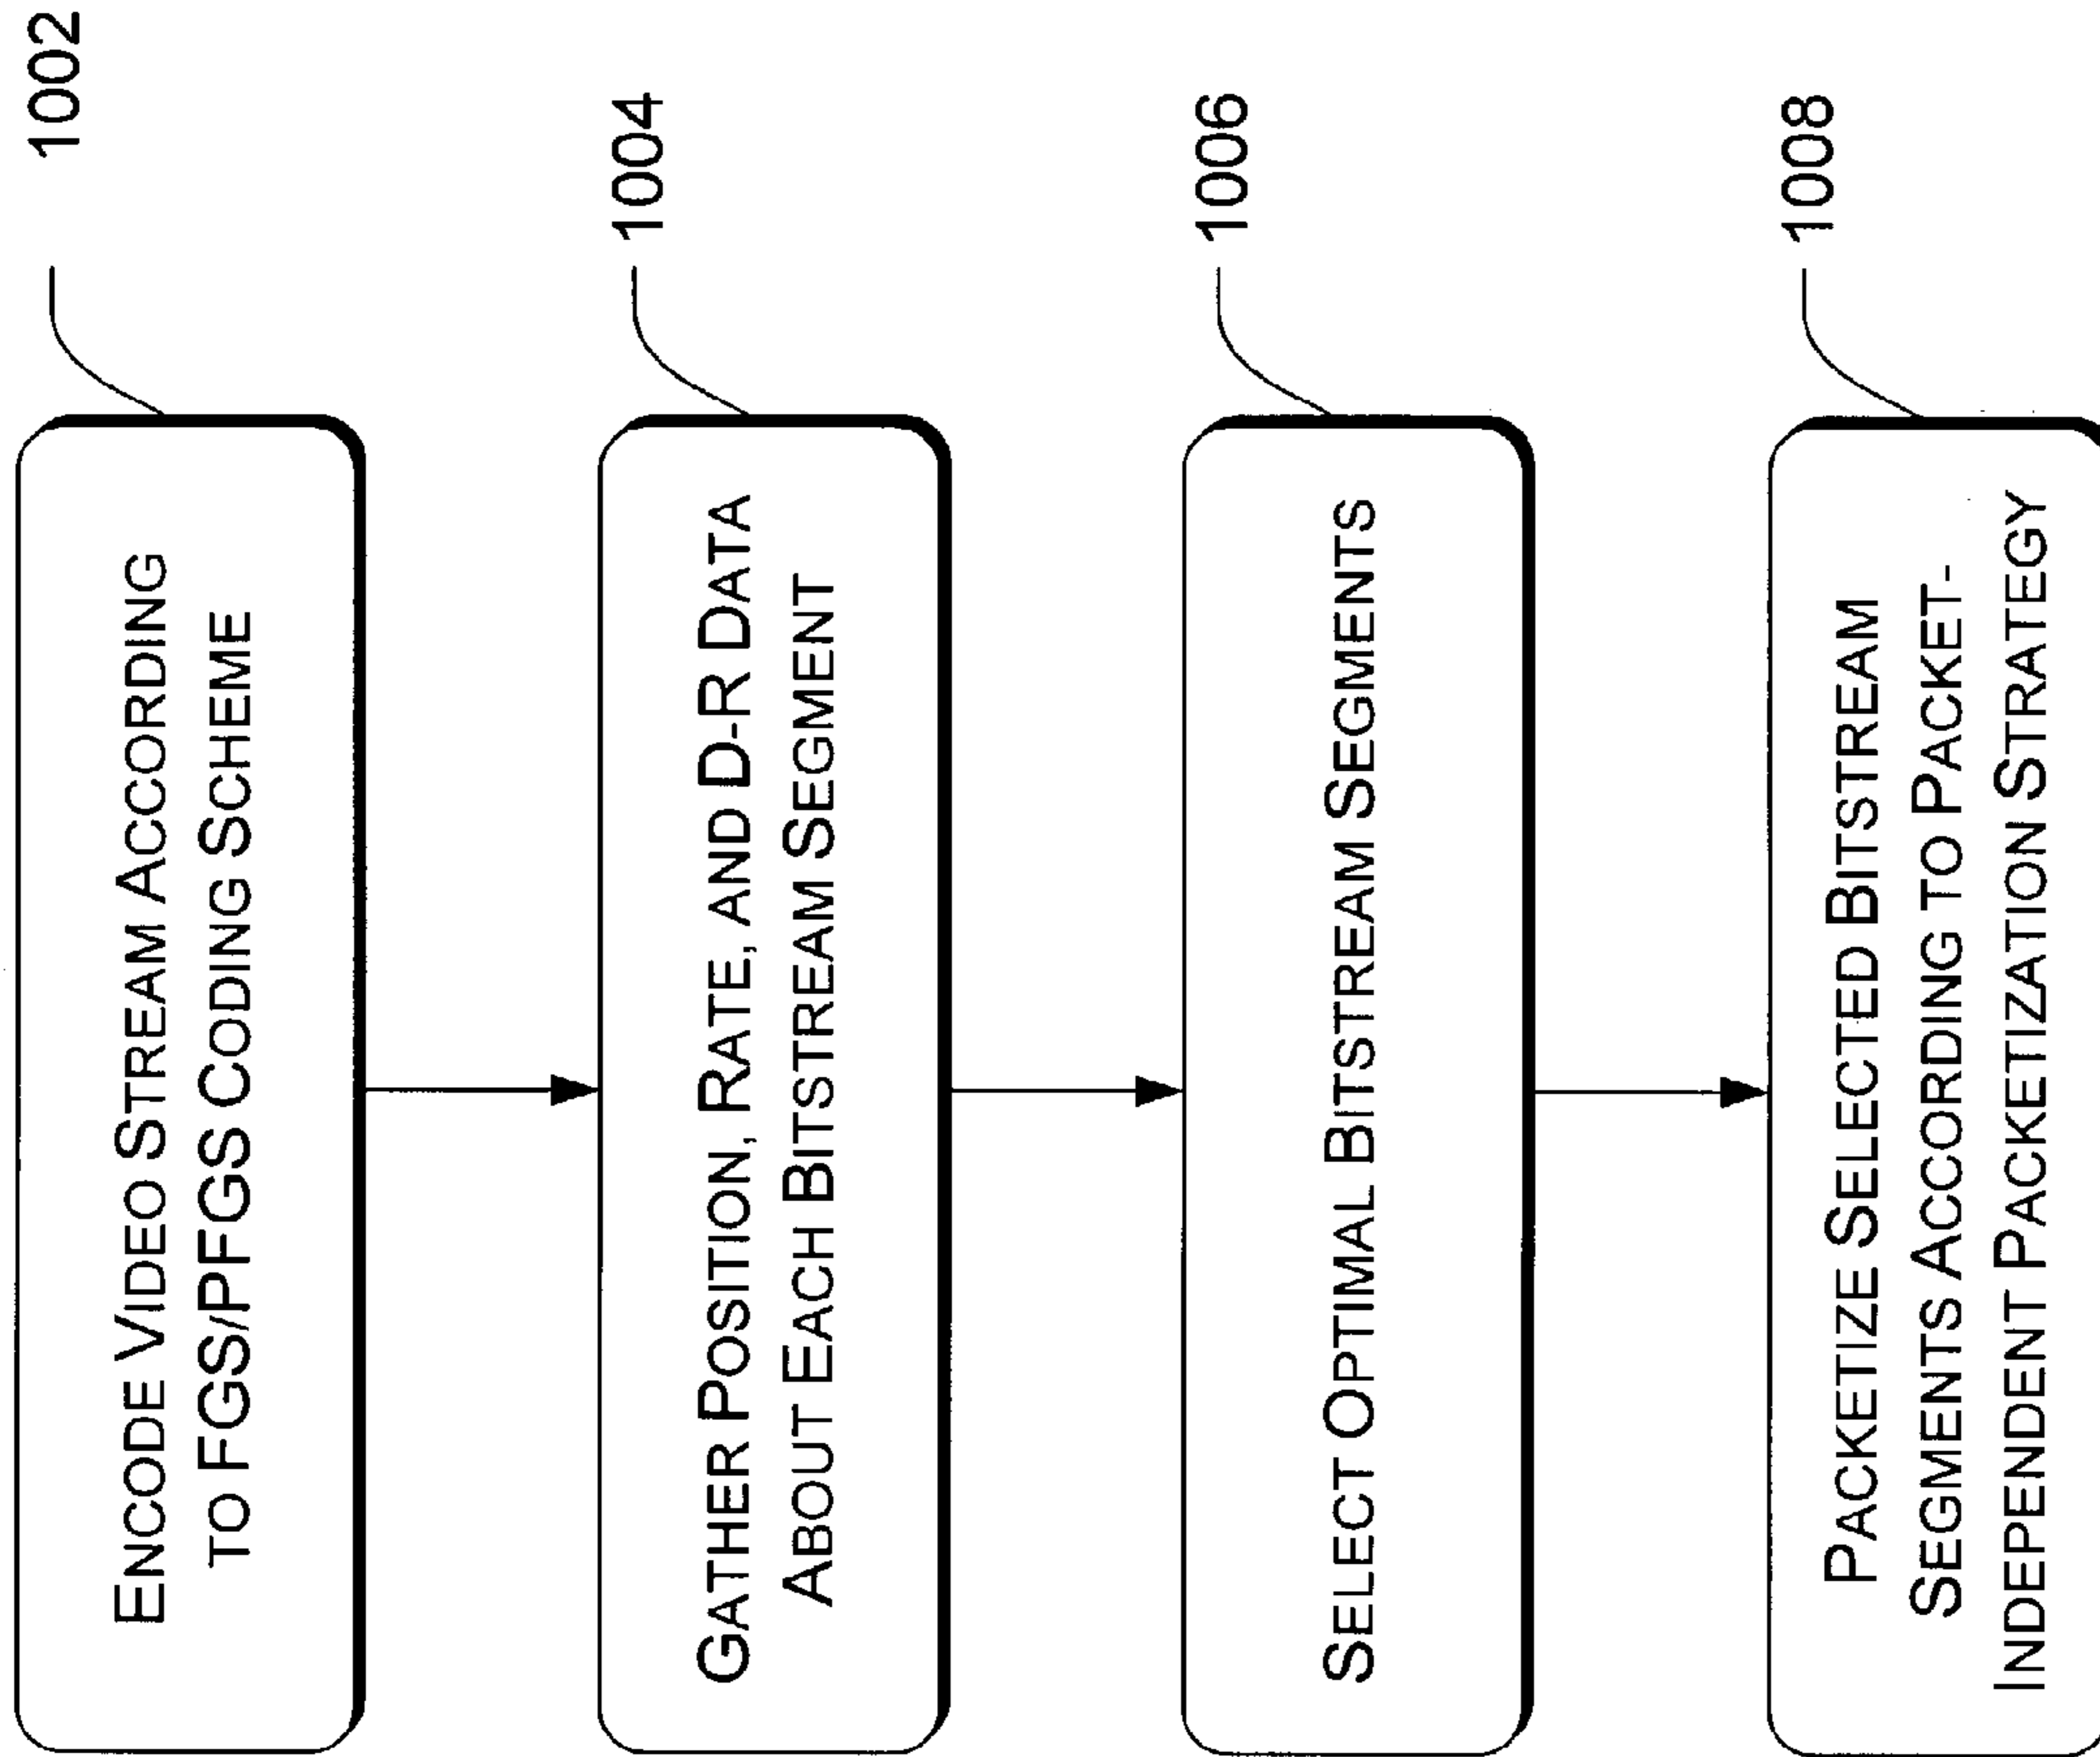 1002
ENCODE VIDEO STREAM ACCORDING
TO FGS/PFGS CODING SCHEME
1004
GATHER POSITION, RATE, AND D-R DATA
ABOUT EACH BITSTREAM SEGMENT
1006
SELECT OPTIMAL BITSTREAM SEGMENTS
1008
PACKETIZE SELECTED BITSTREAM
SEGMENTS ACCORDING TO PACKET-
INDEPENDENT PACKETIZATION STRATEGY